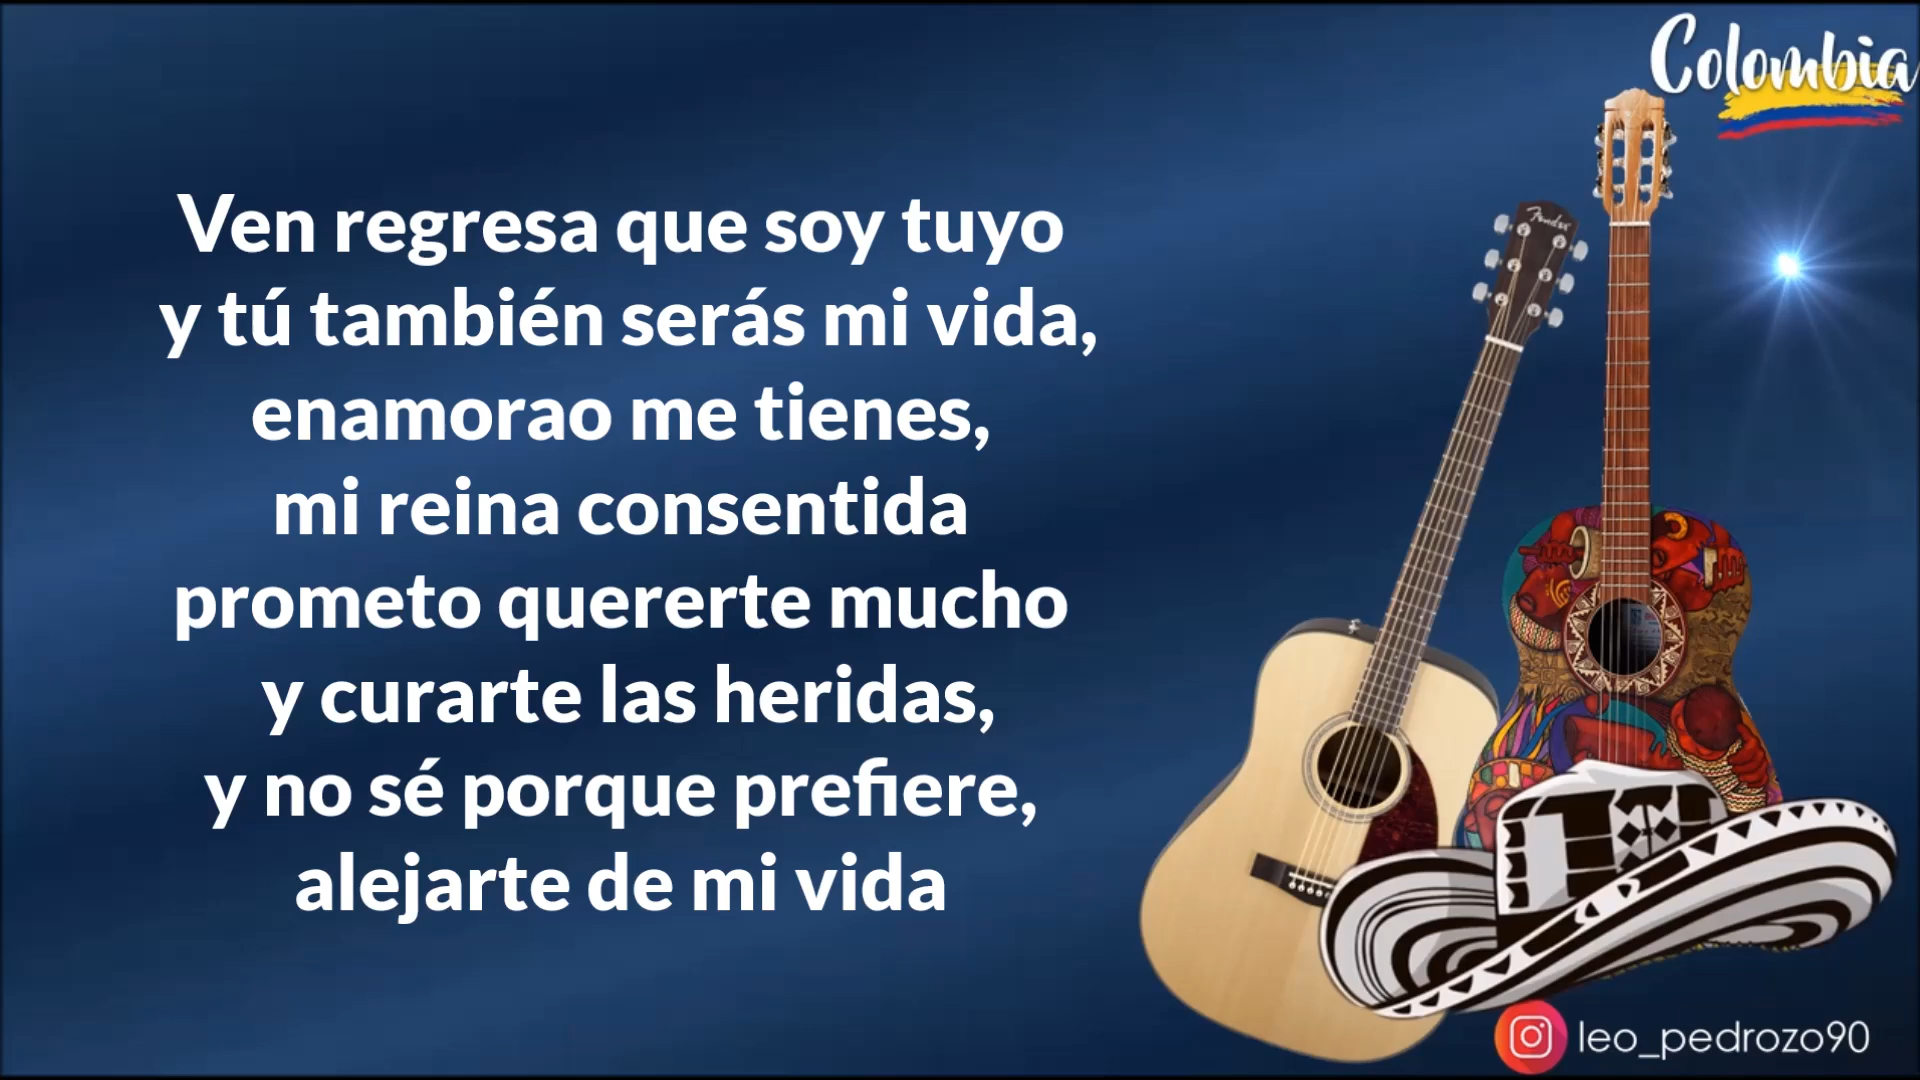 Colombia
Ven regresa que soy tuyo
y tú también serás mi vida,
enamorao me tienes,
mi reina consentida
prometo quererte mucho
y curarte las heridas,
y no sé porque prefiere,
alejarte de mi vida
Fender
leo_pedrozo90